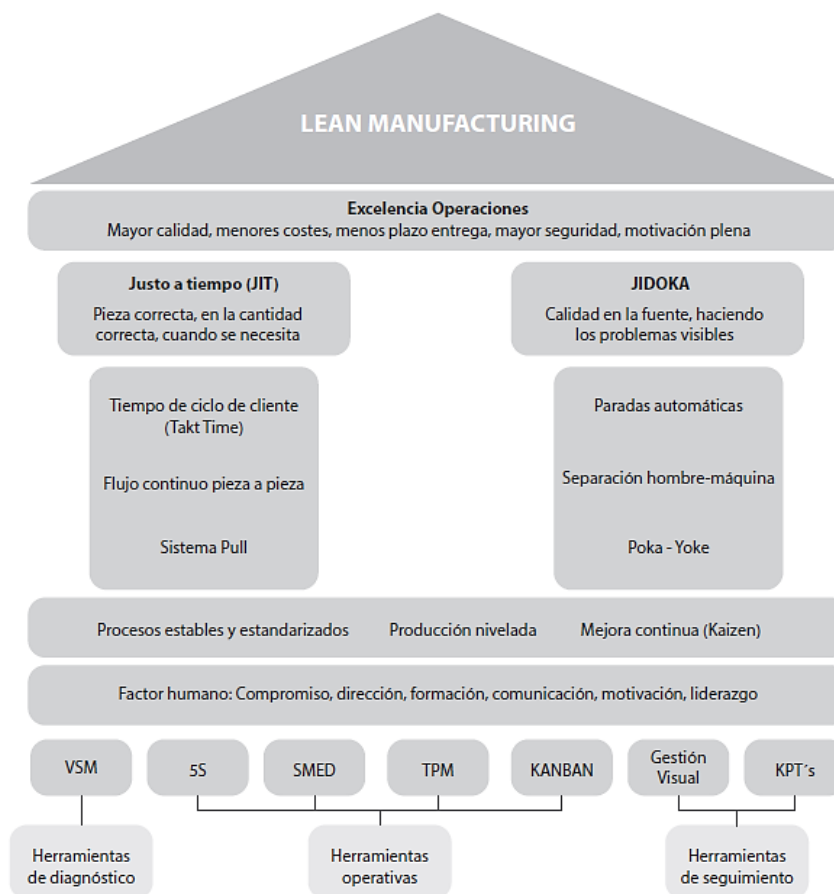 LEAN MANUFACTURING
Excelencia Operaciones
Mayor calidad, menores costes, menos plazo entrega, mayor seguridad, motivación plena
Justo a tiempo (JIT)
Pieza correcta, en la cantidad
correcta, cuando se necesita
JIDOKA
Calidad en la fuente, haciendo
los problemas visibles
Tiempo de ciclo de cliente
(Takt Time)
Flujo continuo pieza a pieza
Sistema Pull
Paradas automáticas
Separación hombre-máquina
Poka - Yoke
Procesos estables y estandarizados
Producción nivelada
Mejora continua (Kaizen)
Factor humano: Compromiso, dirección, formación, comunicación, motivación, liderazgo
VSM
5S
SMED
TPM
KANBAN
Gestión
Visual
KPT´s
Herramientas
de diagnóstico
Herramientas
operativas
Herramientas
de seguimiento